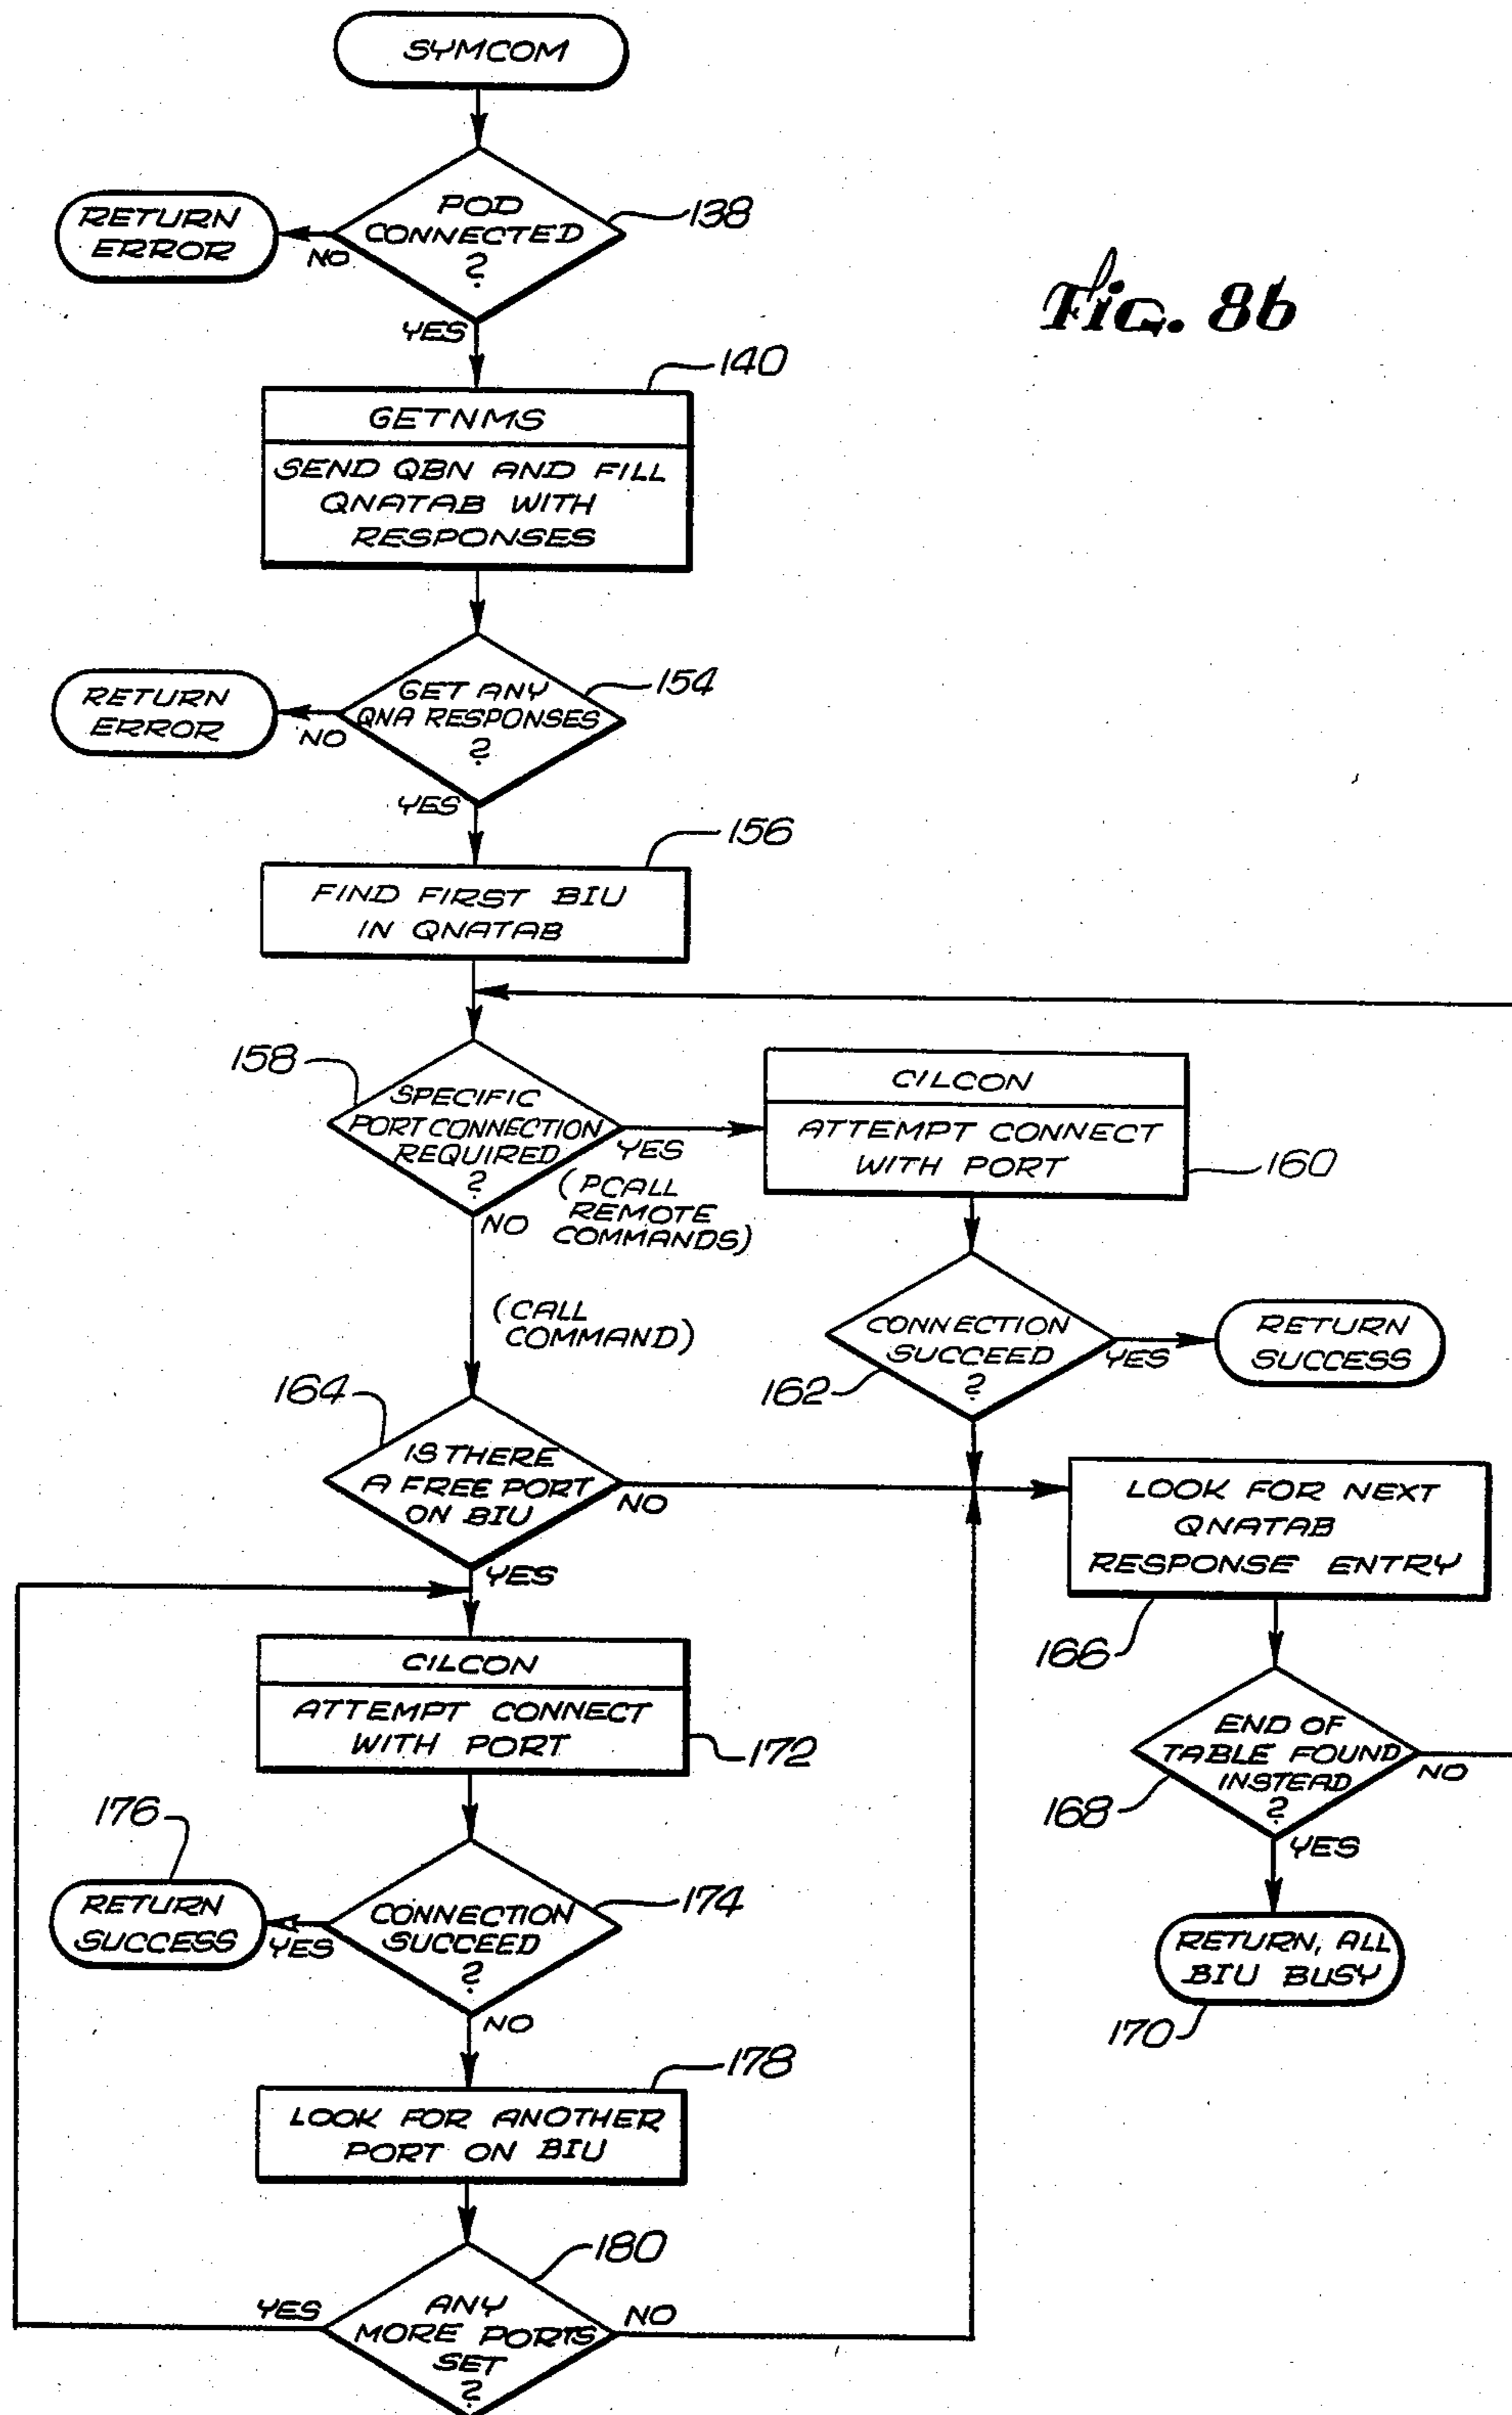 SYMCOM
POD
CONNECTED
?
138
RETURN
ERROR
NO
YES
Fig. 8b
140
GETNMS
SEND QBN AND FILL
QNATAB WITH
RESPONSES
GET ANY
QNA RESPONSES
?
154
RETURN
ERROR
NO
YES
156
FIND FIRST BIU
IN QNATAB
158
SPECIFIC
PORT CONNECTION
REQUIRED
?
YES
(PCALL
REMOTE
COMMANDS)
NO
CILCON
ATTEMPT CONNECT
WITH PORT
160
(CALL
COMMAND)
CONNECTION
SUCCEED
?
162
YES
RETURN
SUCCESS
164
IS THERE
A FREE PORT
ON BIU
NO
YES
LOOK FOR NEXT
QNATAB
RESPONSE ENTRY
166
CILCON
ATTEMPT CONNECT
WITH PORT
172
END OF
TABLE FOUND
INSTEAD
?
168
NO
YES
176
RETURN
SUCCESS
YES
CONNECTION
SUCCEED
?
174
NO
RETURN, ALL
BIU BUSY
170
178
LOOK FOR ANOTHER
PORT ON BIU
180
YES
ANY
MORE PORTS
SET
?
NO